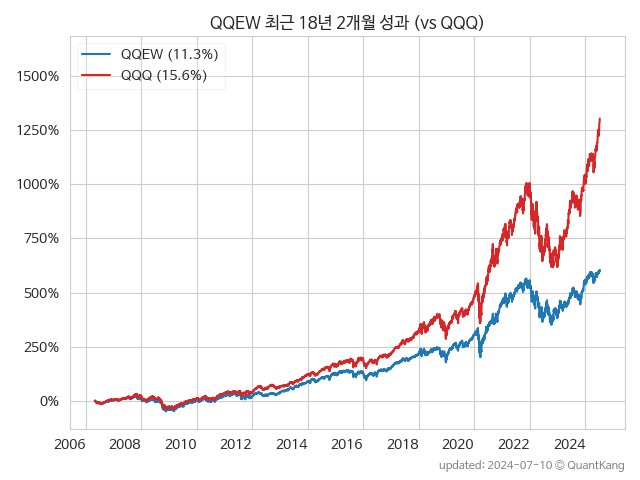 QQEW 최근 18년 2개월 성과 (vs QQQ)
QQEW (11.3%)
QQQ (15.6%)
1500%
1250%
1000%
750%
500%
250%
0%
2006 2008 2010 2012 2014 2016 2018 2020 2022 2024
updated: 2024-07-10 © QuantKang